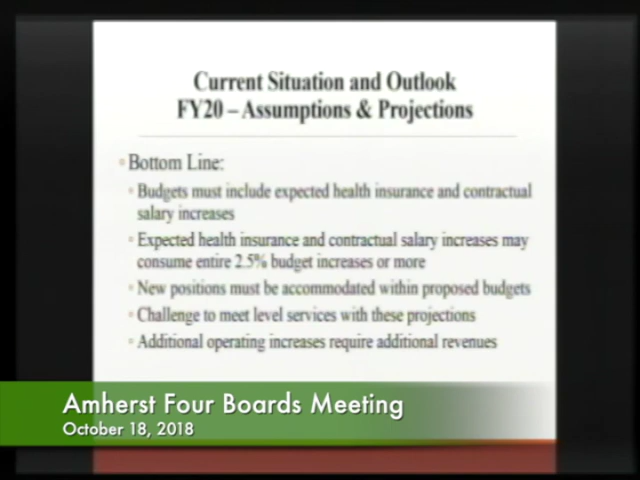 Current Situation and Outlook
FY20 – Assumptions & Projections
Bottom Line:
Budgets must include expected health insurance and contractual
salary increases
Expected health insurance and contractual salary increases may
consume entire 2.5% budget increases or more
New positions must be accommodated within proposed budgets
Challenge to meet level services with these projections
Additional operating increases require additional revenues
Amherst Four Boards Meeting
October 18, 2018